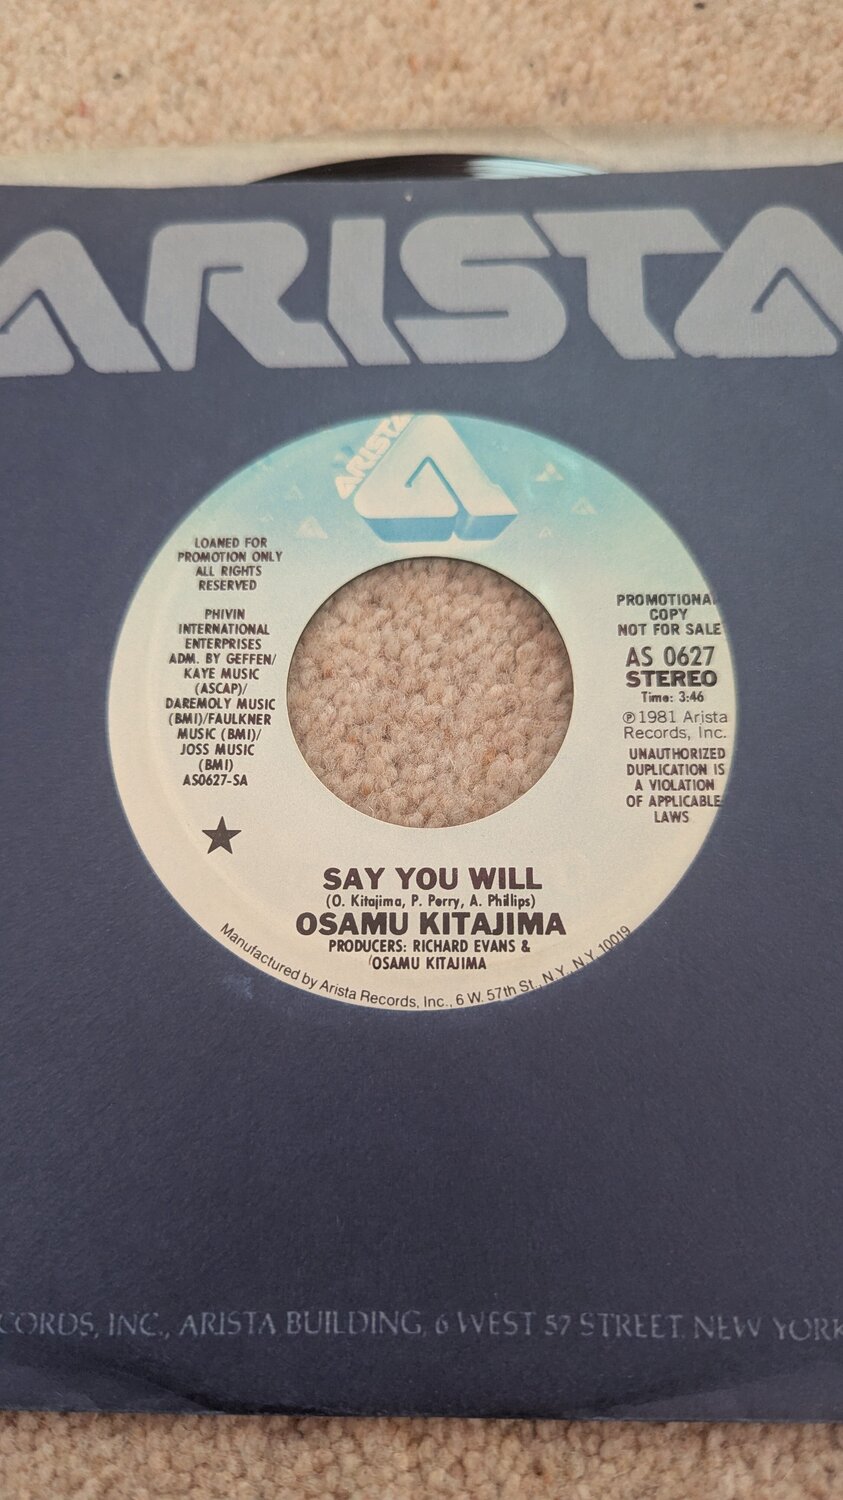 ARISTA
ARISTA
LOANED FOR
PROMOTION ONLY
ALL RIGHTS
RESERVED
PHIVIN
INTERNATIONAL
ENTERPRISES
ADM. BY GEFFEN/
KAYE MUSIC
(ASCAP)/
DAREMOLY MUSIC
(BMI)/FAULKNER
MUSIC (BMI)/
JOSS MUSIC
(BMI)
AS0627-SA
PROMOTIONA
COPY
NOT FOR SALE
AS 0627
STEREO
Time: 3:46
℗1981 Arista
Records, Inc.
UNAUTHORIZED
DUPLICATION IS
A VIOLATION
OF APPLICABLE
LAWS
SAY YOU WILL
(O. Kitajima, P. Perry, A. Phillips)
OSAMU KITAJIMA
PRODUCERS: RICHARD EVANS &
OSAMU KITAJIMA
Manufactured by Arista Records, Inc., 6 W. 57th St., N.Y., N.Y. 10019
CORDS, INC., ARISTA BUILDING, 6 WEST 57 STREET, NEW YORK